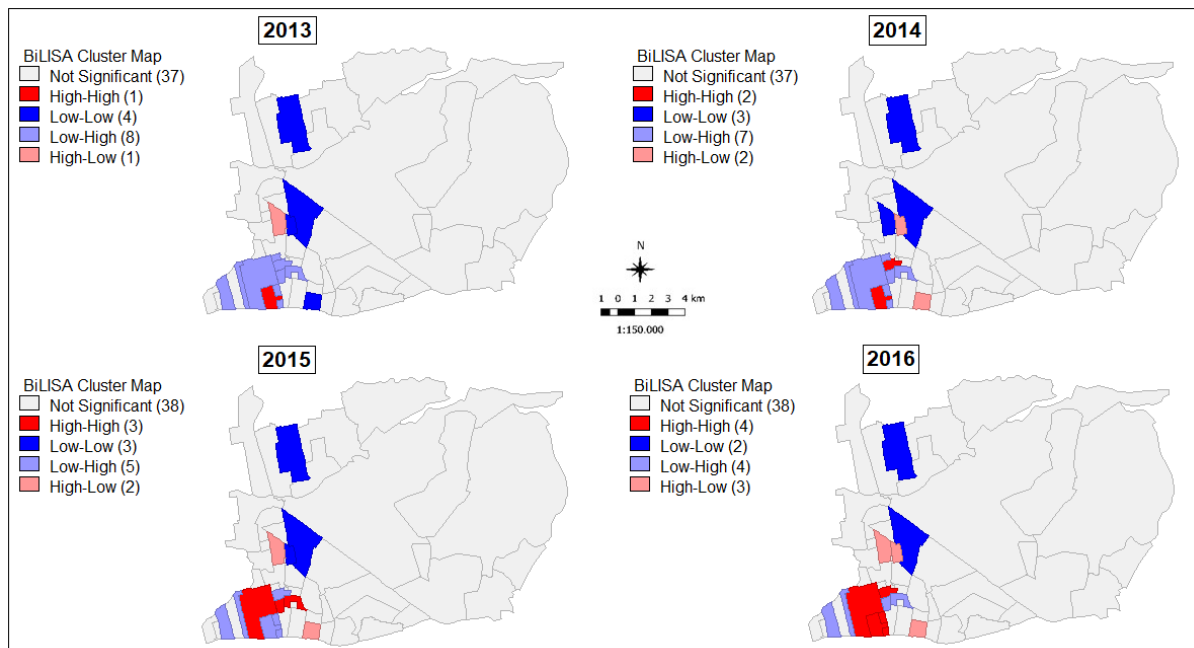 2013
BiLISA Cluster Map
Not Significant (37)
High-High (1)
Low-Low (4)
Low-High (8)
High-Low (1)
2014
BiLISA Cluster Map
Not Significant (37)
High-High (2)
Low-Low (3)
Low-High (7)
High-Low (2)
N
1 0 1 2 3 4 km
1:150.000
2015
BiLISA Cluster Map
Not Significant (38)
High-High (3)
Low-Low (3)
Low-High (5)
High-Low (2)
2016
BiLISA Cluster Map
Not Significant (38)
High-High (4)
Low-Low (2)
Low-High (4)
High-Low (3)